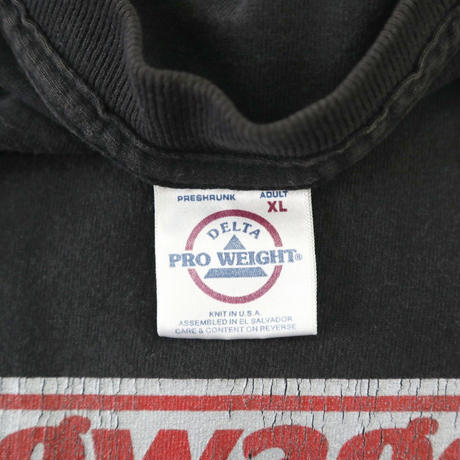 PRESHRUNK ADULT
XL
DELTA
PRO WEIGHT®
KNIT IN U.S.A.
ASSEMBLED IN EL SALVADOR
CARE & CONTENT ON REVERSE